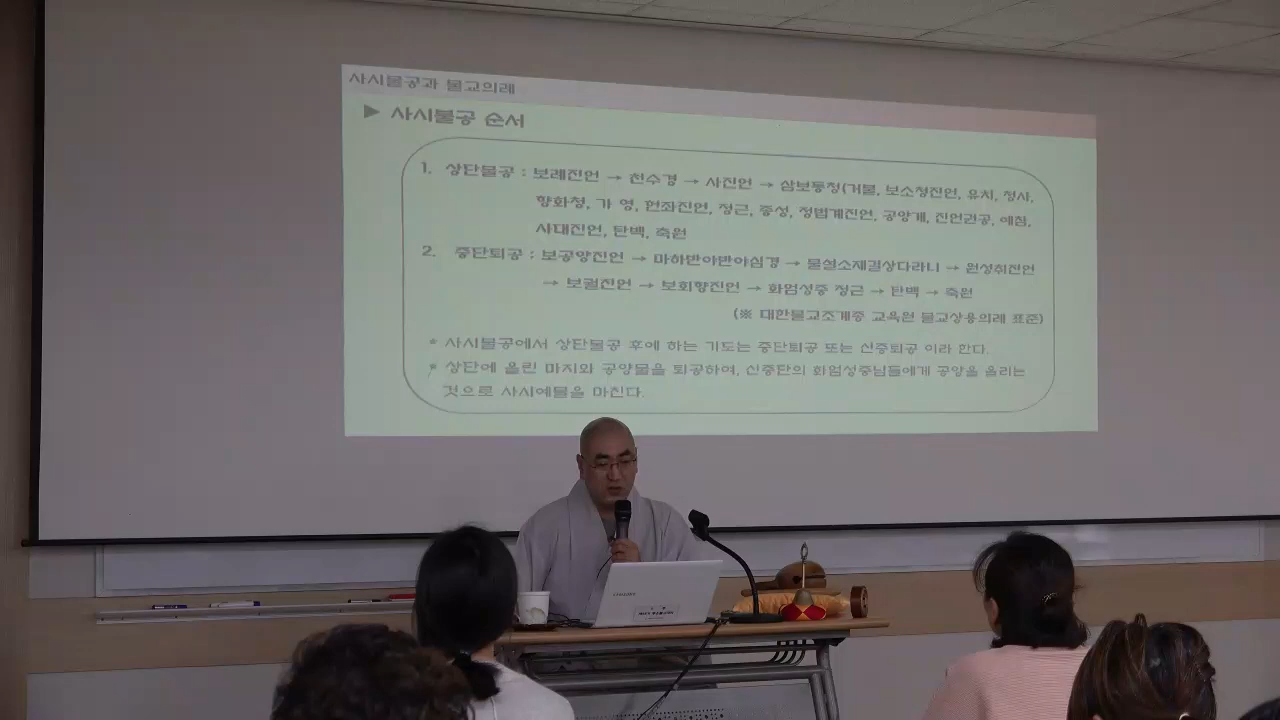 사시불공과 불교의례
▶ 사시불공 순서
1. 상단불공 : 보례진언 → 천수경 → 사진언 → 삼보통청(거불, 보소청진언, 유치, 청사,
향화청, 가 영, 헌좌진언, 정근, 중성, 정법계진언, 공양게, 진언권공, 예참,
사대진언, 탄백, 축원
2. 중단퇴공 : 보공양진언 → 마하반야반야심경 → 불설소재길상다라니 → 원성취진언
→ 보궐진언 → 보회향진언 → 화엄성중 정근 → 탄백 → 축원
(※ 대한불교조계종 교육원 불교상용의례 표준)
* 사시불공에서 상단불공 후에 하는 기도는 중단퇴공 또는 신중퇴공 이라 한다.
* 상단에 올린 마지와 공양물을 퇴공하여, 신중단의 화엄성중님들에게 공양을 올리는
것으로 사시예불을 마친다.